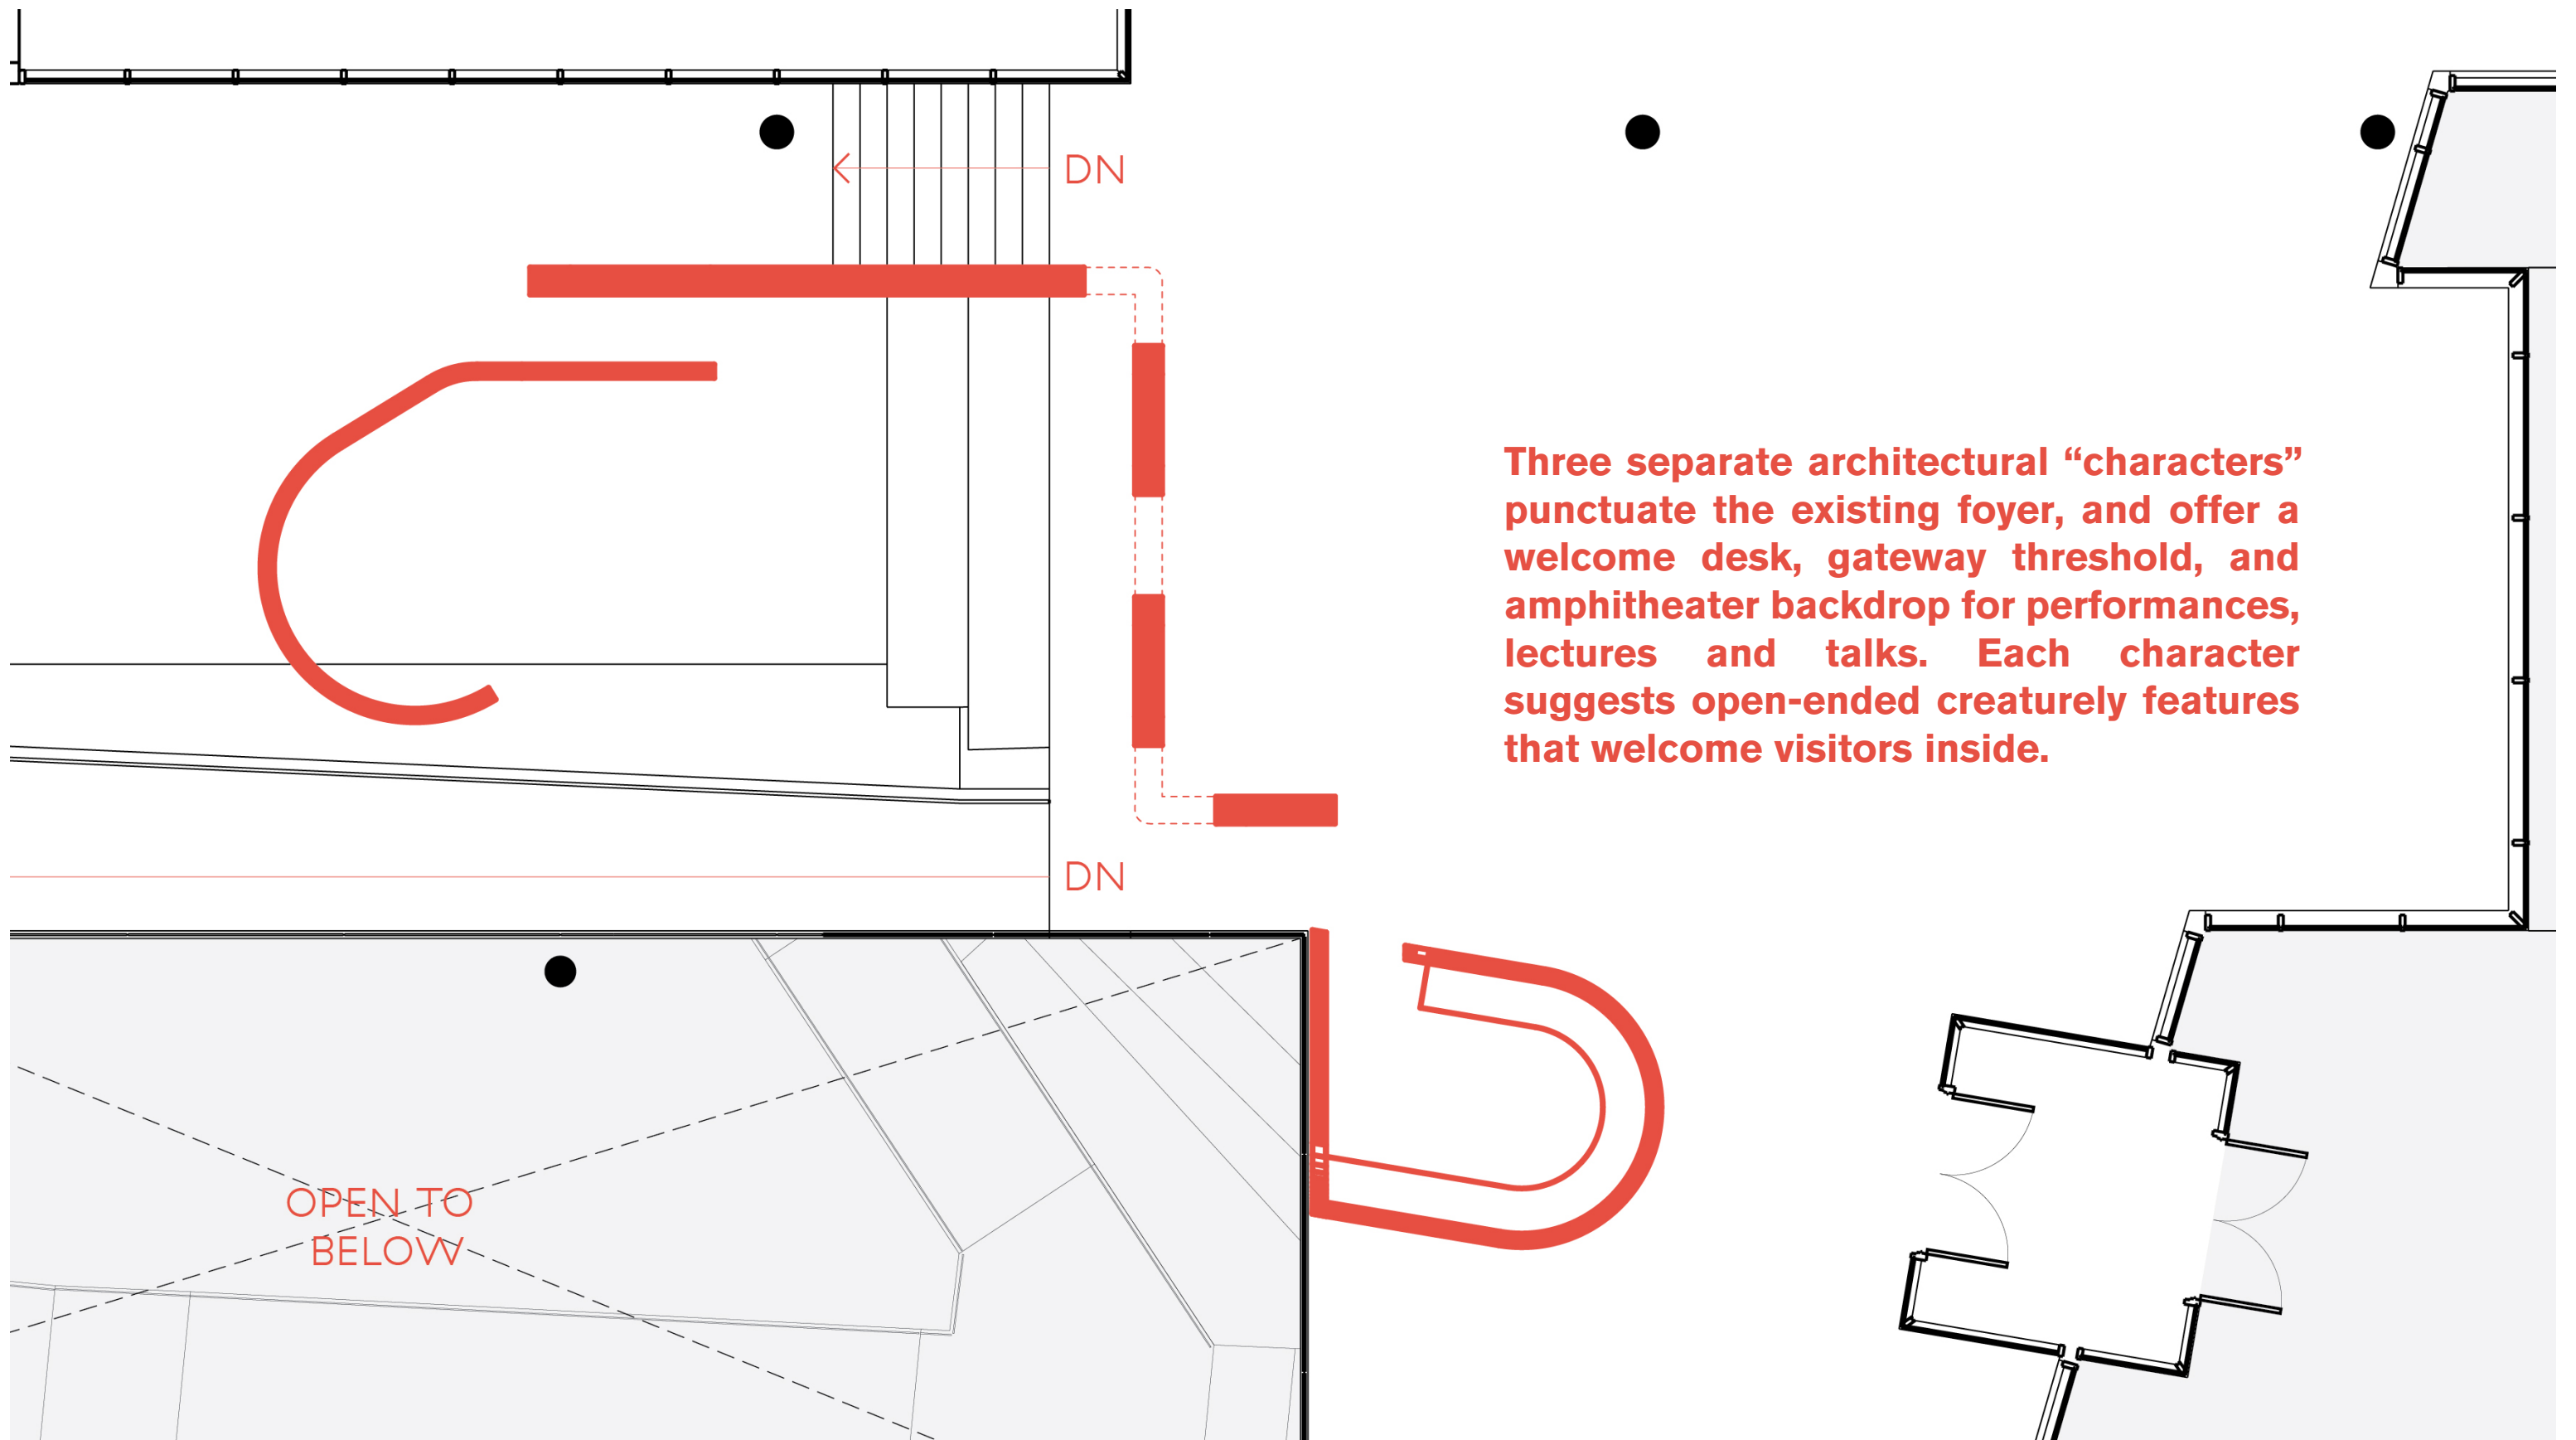 DN
Three separate architectural “characters”
punctuate the existing foyer, and offer a
welcome desk, gateway threshold, and
amphitheater backdrop for performances,
lectures and talks. Each character
suggests open-ended creaturely features
that welcome visitors inside.
DN
OPEN TO
BELOW